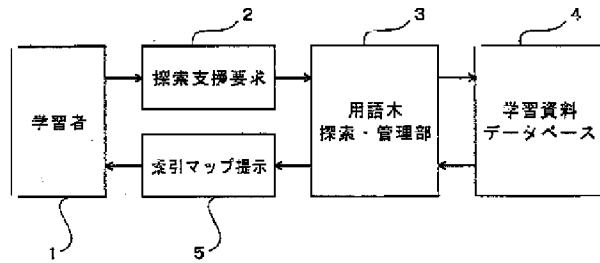 2
3
4
学習者
探索支援要求
用語木
探索・管理部
学習資料
データベース
索引マップ提示
1
5